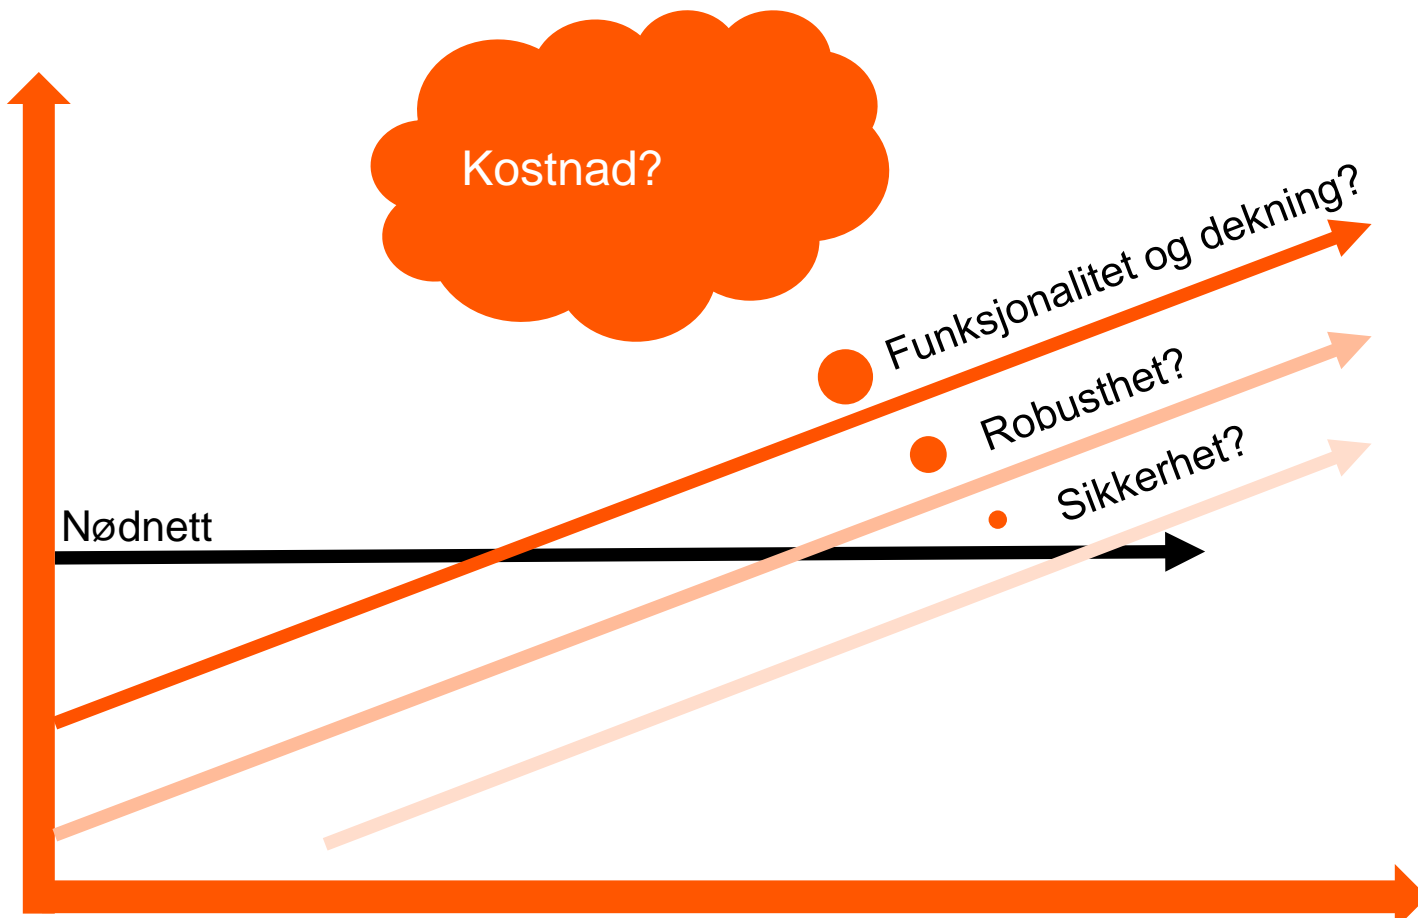 Kostnad?
Funksjonalitet og dekning?
Robusthet?
Sikkerhet?
Nødnett